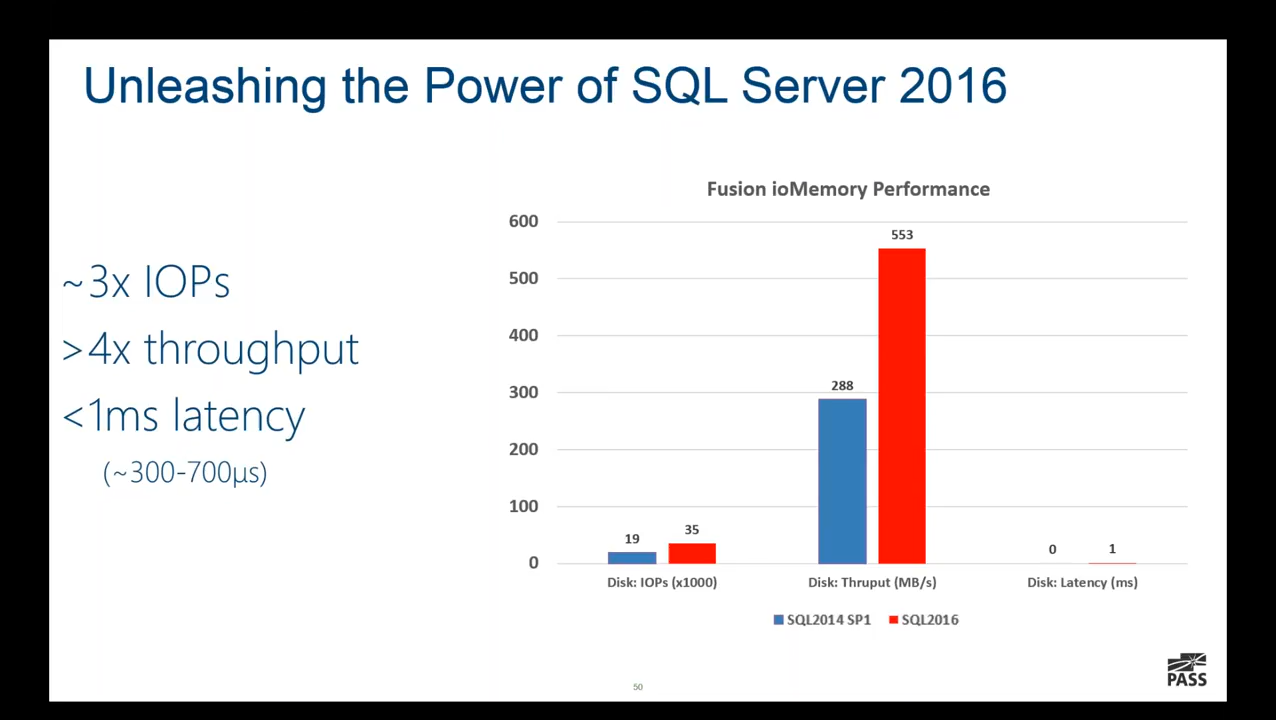 Unleashing the Power of SQL Server 2016
~3x IOPs
>4x throughput
<1ms latency
(~300-700µs)
Fusion ioMemory Performance
600
500
400
300
200
100
0
19
35
288
553
0
1
Disk: IOPs (x1000)
Disk: Thruput (MB/s)
Disk: Latency (ms)
SQL2014 SP1
SQL2016
50
PASS